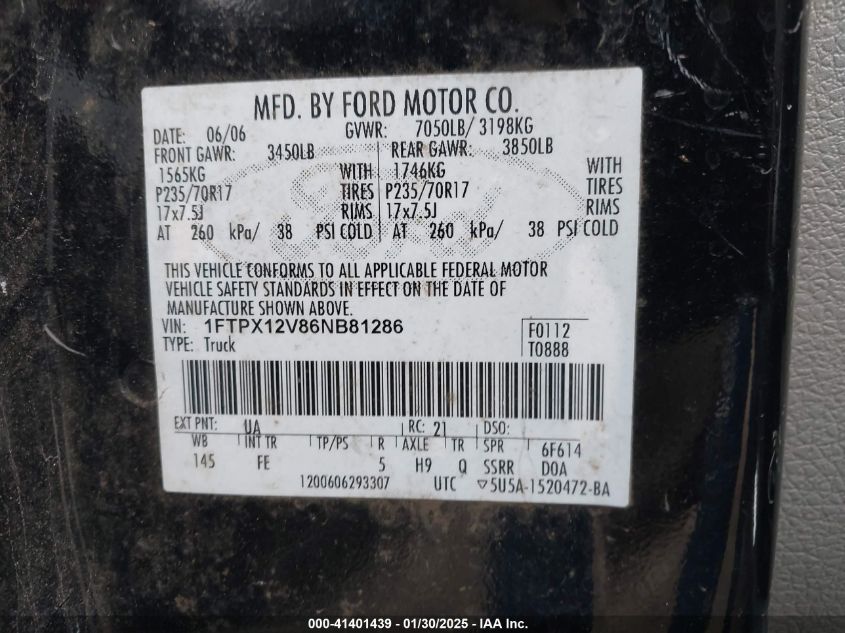 MFD. BY FORD MOTOR CO.
DATE: 06/06 GVWR: 7050LB/ 3198KG
FRONT GAWR: 3450LB REAR GAWR: 3850LB
1565KG WITH 1746KG WITH
P235/70R17 TIRES P235/70R17 TIRES
17x7.5J RIMS 17x7.5J RIMS
AT 260 kPa/ 38 PSI COLD AT 260 kPa/ 38 PSI COLD
THIS VEHICLE CONFORMS TO ALL APPLICABLE FEDERAL MOTOR
VEHICLE SAFETY STANDARDS IN EFFECT ON THE DATE OF
MANUFACTURE SHOWN ABOVE.
VIN: 1FTPX12V86NB81286 F0112
TYPE: Truck T0888
EXT PNT: UA RC: 21 DSO:
WB INT TR TP/PS R AXLE TR SPR 6F614
145 FE 5 H9 Q SSRR D0A
1200606293307 UTC ▽5U5A-1520472-BA
000-41401439 - 01/30/2025 - IAA Inc.